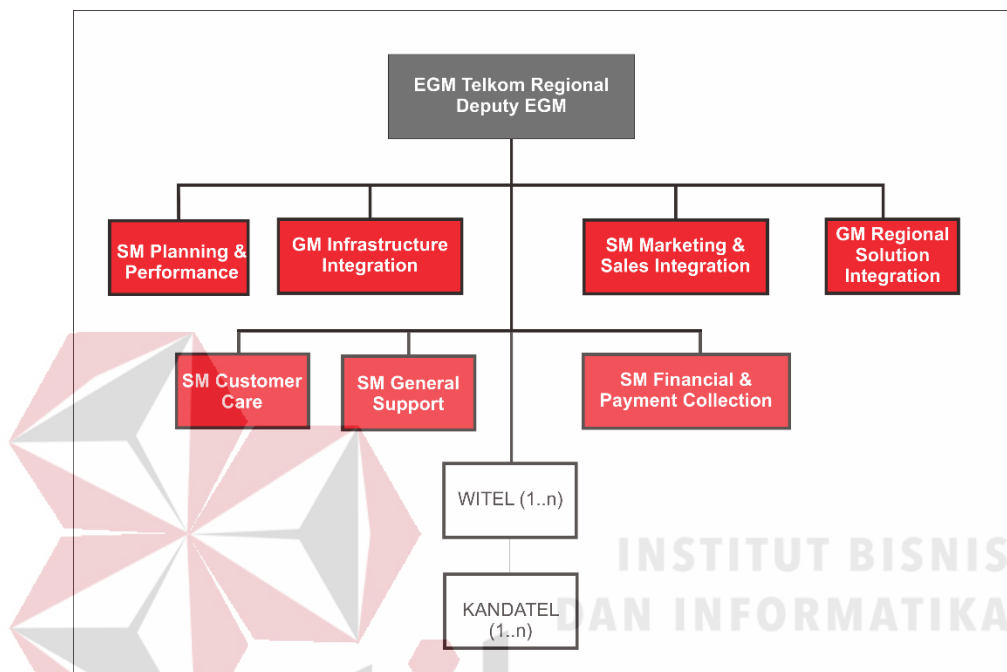 EGM Telkom Regional
Deputy EGM
SM Planning &
Performance
GM Infrastructure
Integration
SM Marketing &
Sales Integration
GM Regional
Solution
Integration
SM Customer
Care
SM General
Support
SM Financial &
Payment Collection
WITEL (1..n)
KANDATEL
(1..n)
INSTITUT BISNIS
DAN INFORMATIKA